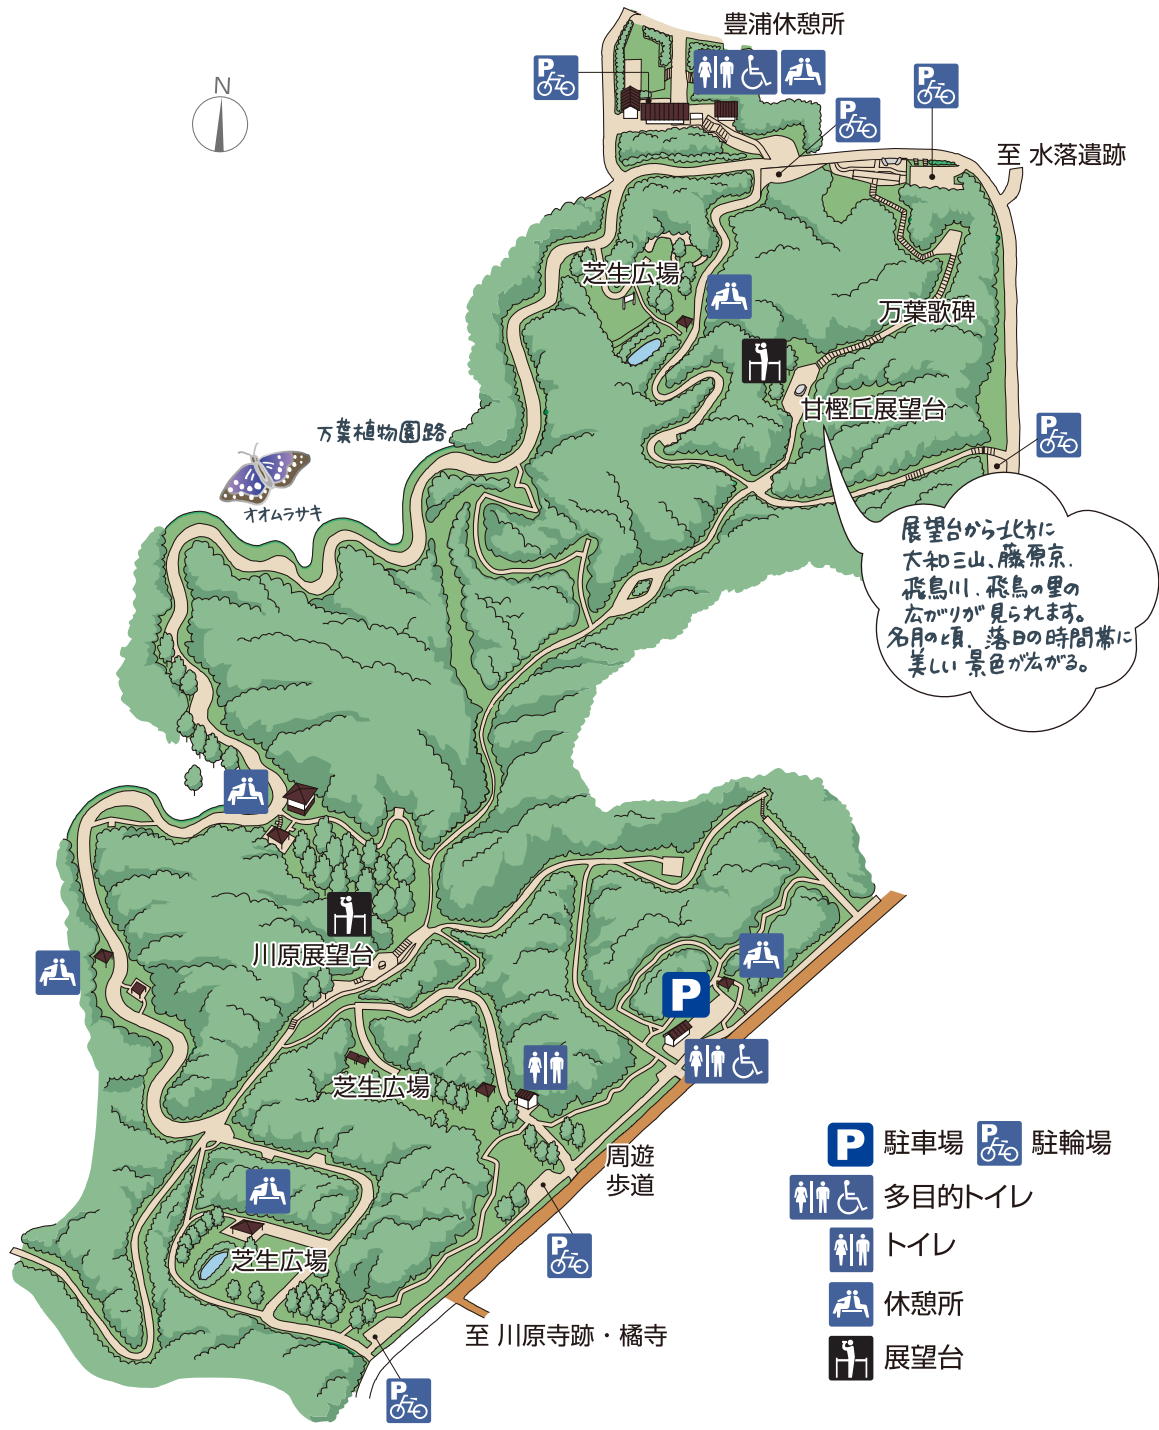 豊浦休憩所
P
P
P
N
至 水落遺跡
芝生広場
万葉歌碑
甘樫丘展望台
P
万葉植物園路
オオムラサキ
展望台から北方に
大和三山、藤原京、
飛鳥川、飛鳥の里の
広がりが見られます。
名月の頃、落日の時間帯に
美しい景色が広がる。
川原展望台
P
芝生広場
周遊
歩道
P
芝生広場
至 川原寺跡・橘寺
P
P 駐車場
P 駐輪場
多目的トイレ
トイレ
休憩所
展望台